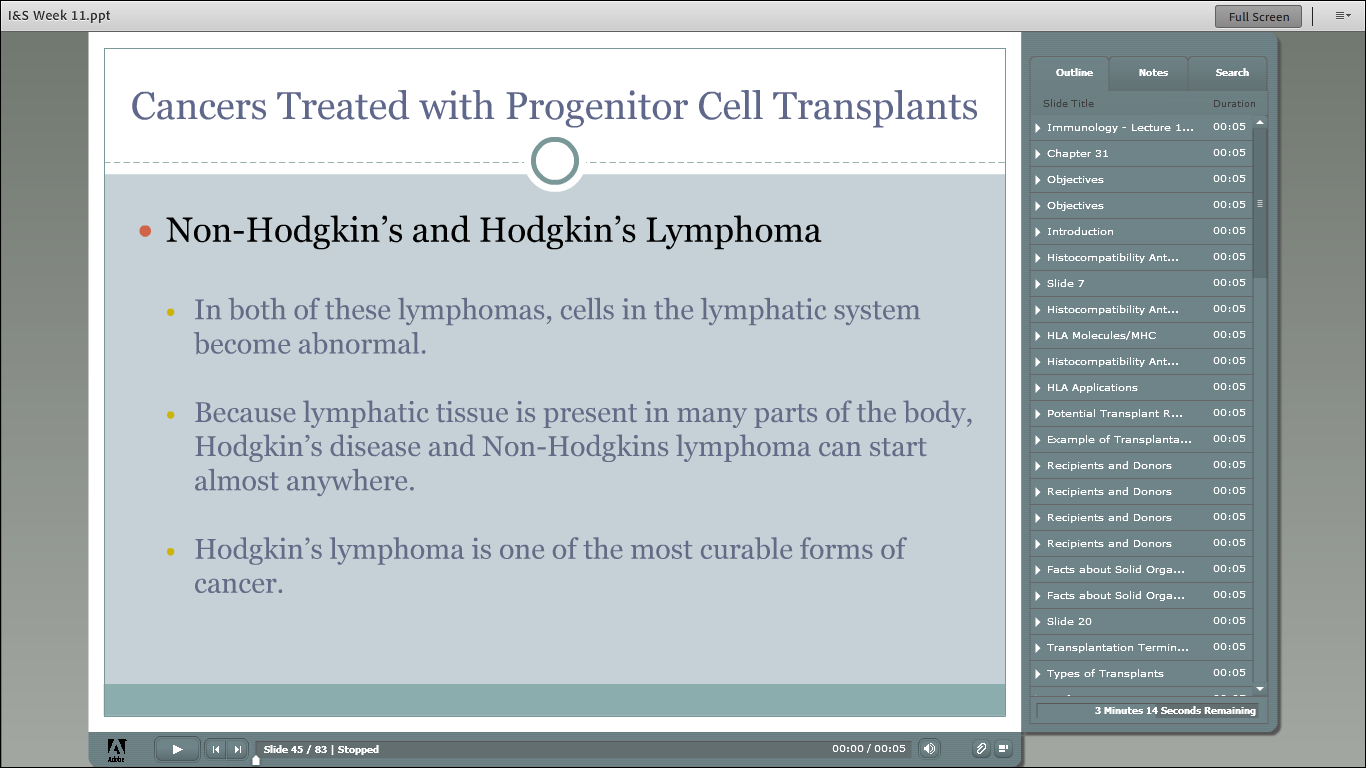 I&S Week 11.ppt
Full Screen
Cancers Treated with Progenitor Cell Transplants
• Non-Hodgkin's and Hodgkin's Lymphoma
• In both of these lymphomas, cells in the lymphatic system
become abnormal.
• Because lymphatic tissue is present in many parts of the body,
Hodgkin's disease and Non-Hodgkins lymphoma can start
almost anywhere.
• Hodgkin's lymphoma is one of the most curable forms of
cancer.
Outline Notes Search
Slide Title Duration
Immunology - Lecture 1... 00:05
Chapter 31 00:05
Objectives 00:05
Objectives 00:05
Introduction 00:05
Histocompatibility Ant... 00:05
Slide 7 00:05
Histocompatibility Ant... 00:05
HLA Molecules/MHC 00:05
Histocompatibility Ant... 00:05
HLA Applications 00:05
Potential Transplant R... 00:05
Example of Transplanta... 00:05
Recipients and Donors 00:05
Recipients and Donors 00:05
Recipients and Donors 00:05
Recipients and Donors 00:05
Facts about Solid Orga... 00:05
Facts about Solid Orga... 00:05
Slide 20 00:05
Transplantation Termin... 00:05
Types of Transplants 00:05
3 Minutes 14 Seconds Remaining
Adobe
Slide 45 / 83 | Stopped
00:00 / 00:05